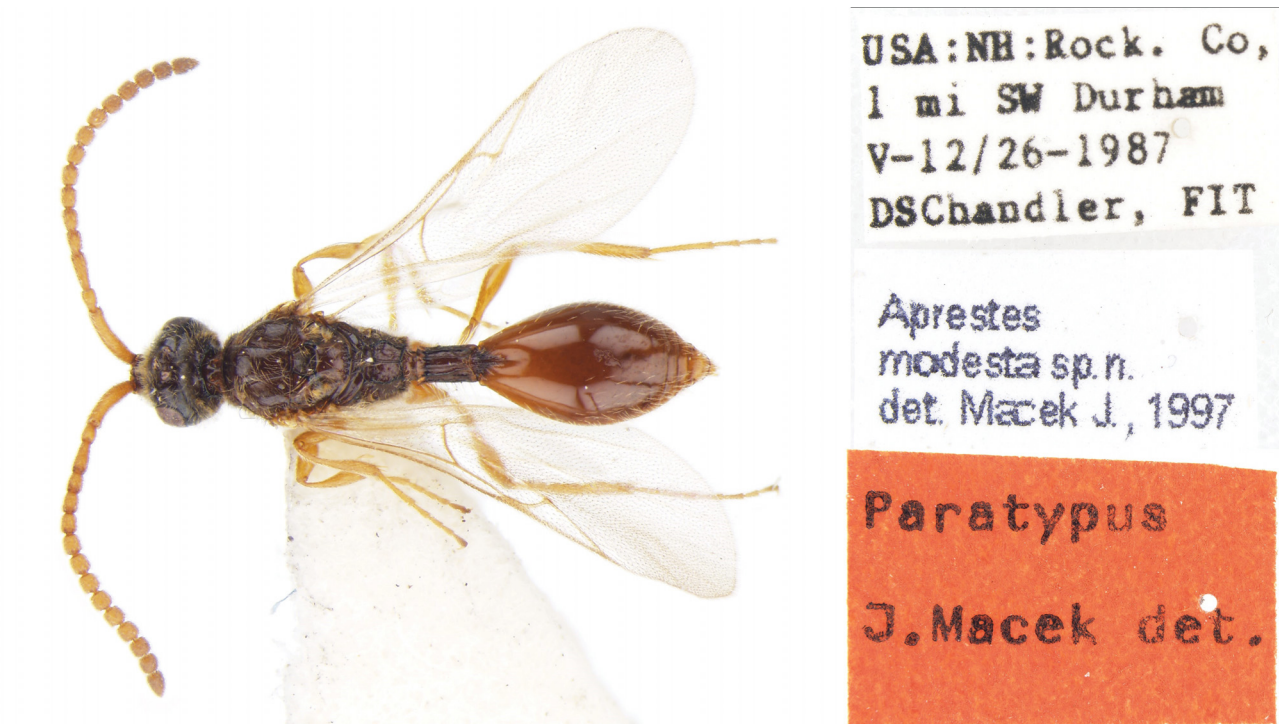 USA:NH:Rock. Co,
1 mi SW Durham
V-12/26-1987
DSChandler, FIT
Aprestes
modesta sp.n.
det. Macek J., 1997
Paratypus
J.Macek det.